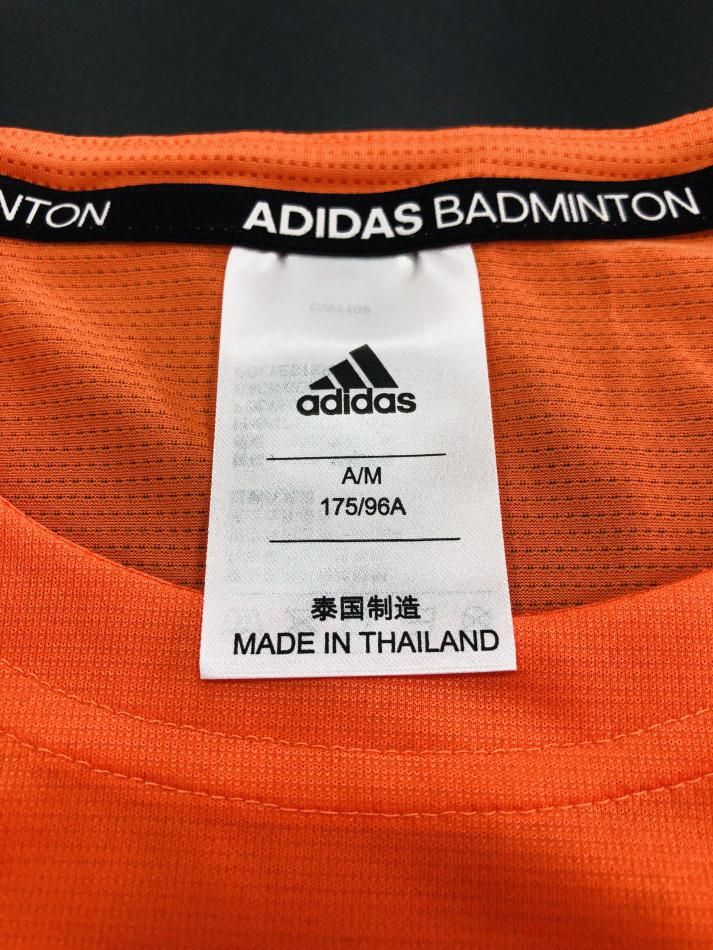 NTON
ADIDAS BADMINTON
adidas
A/M
175/96A
泰国制造
MADE IN THAILAND